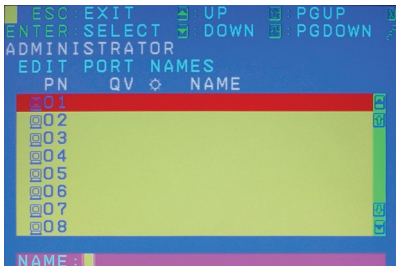 ESC:EXIT :UP :PGUP
ENTER:SELECT :DOWN :PGDOWN
ADMINISTRATOR
EDIT PORT NAMES
PN QV NAME
01
02
03
04
05
06
07
08
NAME: